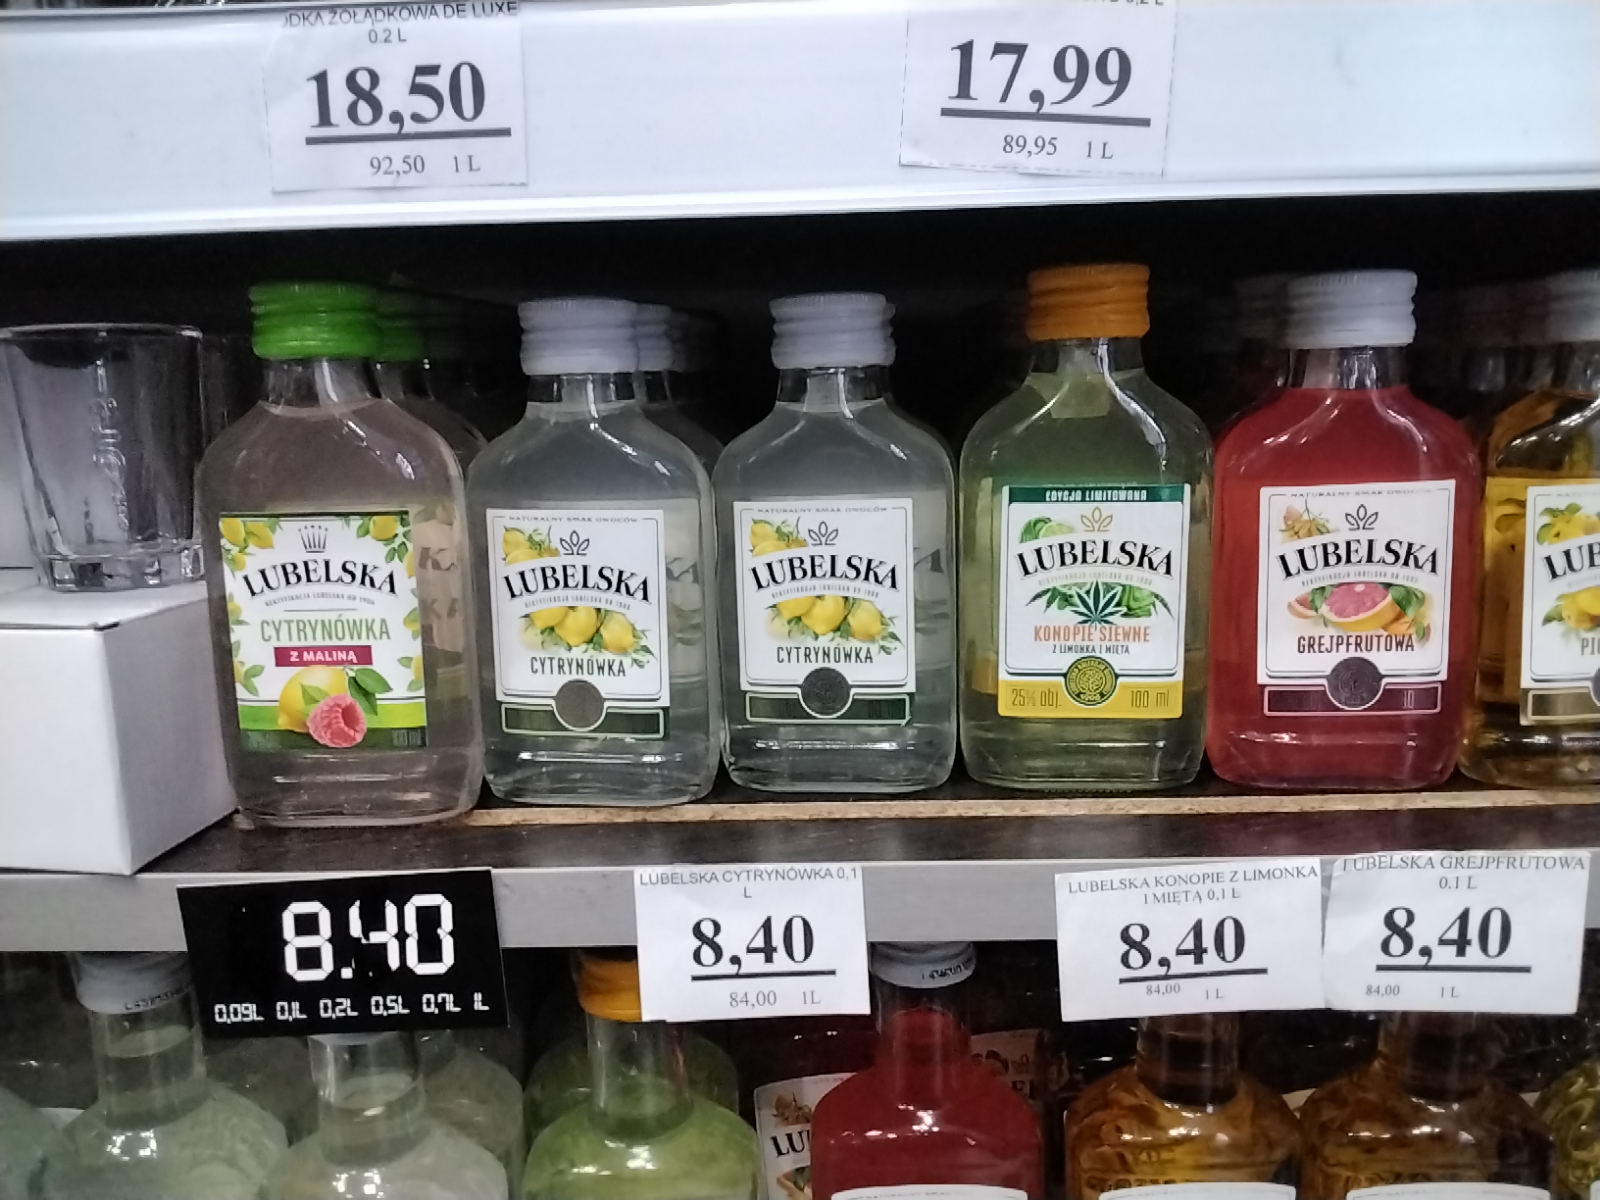 ŻOŁĄDKOWA DE LUXE
0.2 L
18,50
92,50 1 L
0,2 L
17,99
89,95 1 L
LUBELSKA
CYTRYNÓWKA
Z MALINĄ
NATURALNY SMAK OWOCÓW
LUBELSKA
CYTRYNÓWKA
NATURALNY SMAK OWOCÓW
LUBELSKA
CYTRYNÓWKA
EDYCJA LIMITOWANA
LUBELSKA
KONOPIE SIEWNE
Z LIMONKĄ I MIĘTĄ
25% obj. 100 ml
NATURALNY SMAK OWOCÓW
LUBELSKA
GREJPFRUTOWA
8.40
0,09L 0,1L 0,2L 0,5L 0,7L 1L
LUBELSKA CYTRYNÓWKA 0,1
L
8,40
84,00 1L
LUBELSKA KONOPIE Z LIMONKA
I MIĘTĄ 0,1 L
8,40
84,00 1 L
LUBELSKA GREJPFRUTOWA
0.1 L
8,40
84,00 1 L